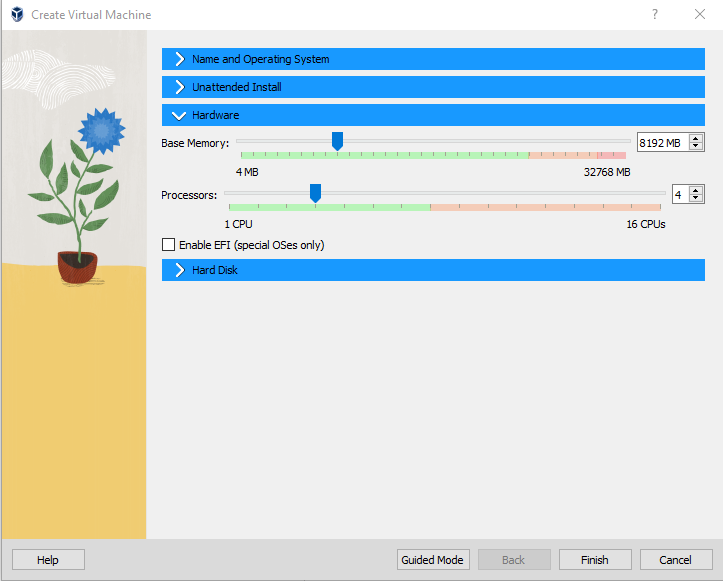 Create Virtual Machine
?
Name and Operating System
Unattended Install
Hardware
Base Memory: 8192 MB
4 MB 32768 MB
Processors: 4
1 CPU 16 CPUs
Enable EFI (special OSes only)
Hard Disk
Help Guided Mode Back Finish Cancel